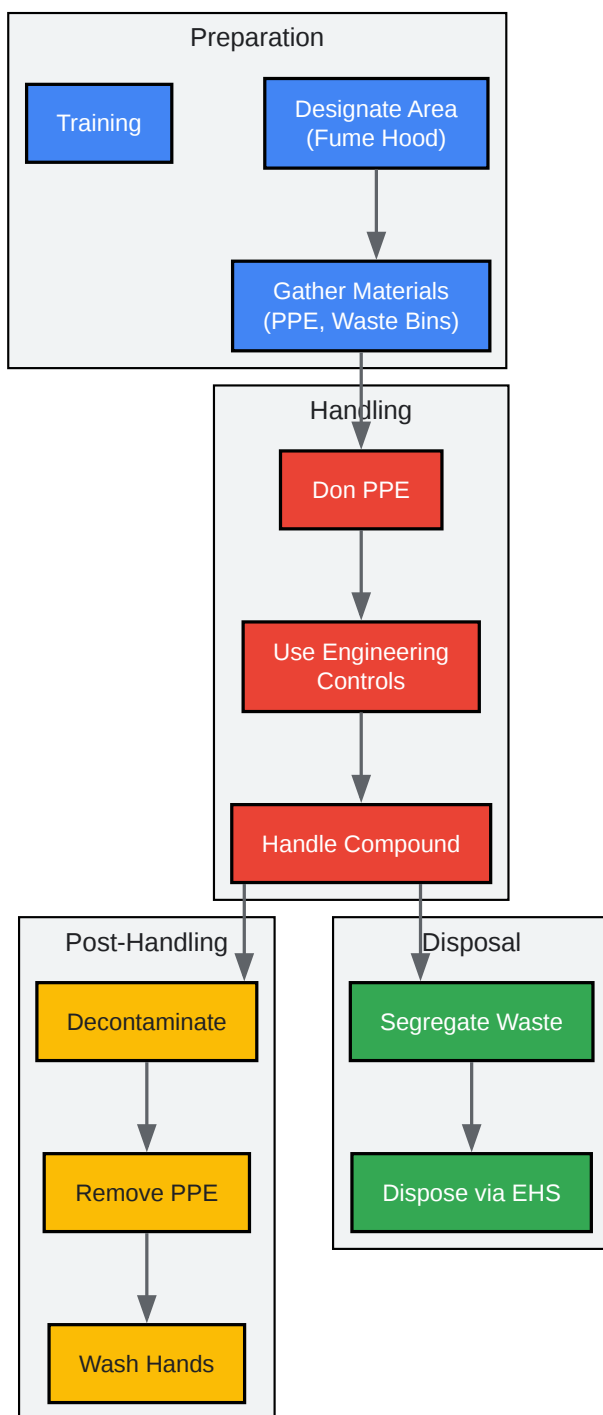 Preparation
Training
Designate Area
(Fume Hood)
Gather Materials
(PPE, Waste Bins)
Handling
Don PPE
Use Engineering
Controls
Handle Compound
Post-Handling
Disposal
Decontaminate
Segregate Waste
Remove PPE
Dispose via EHS
Wash Hands